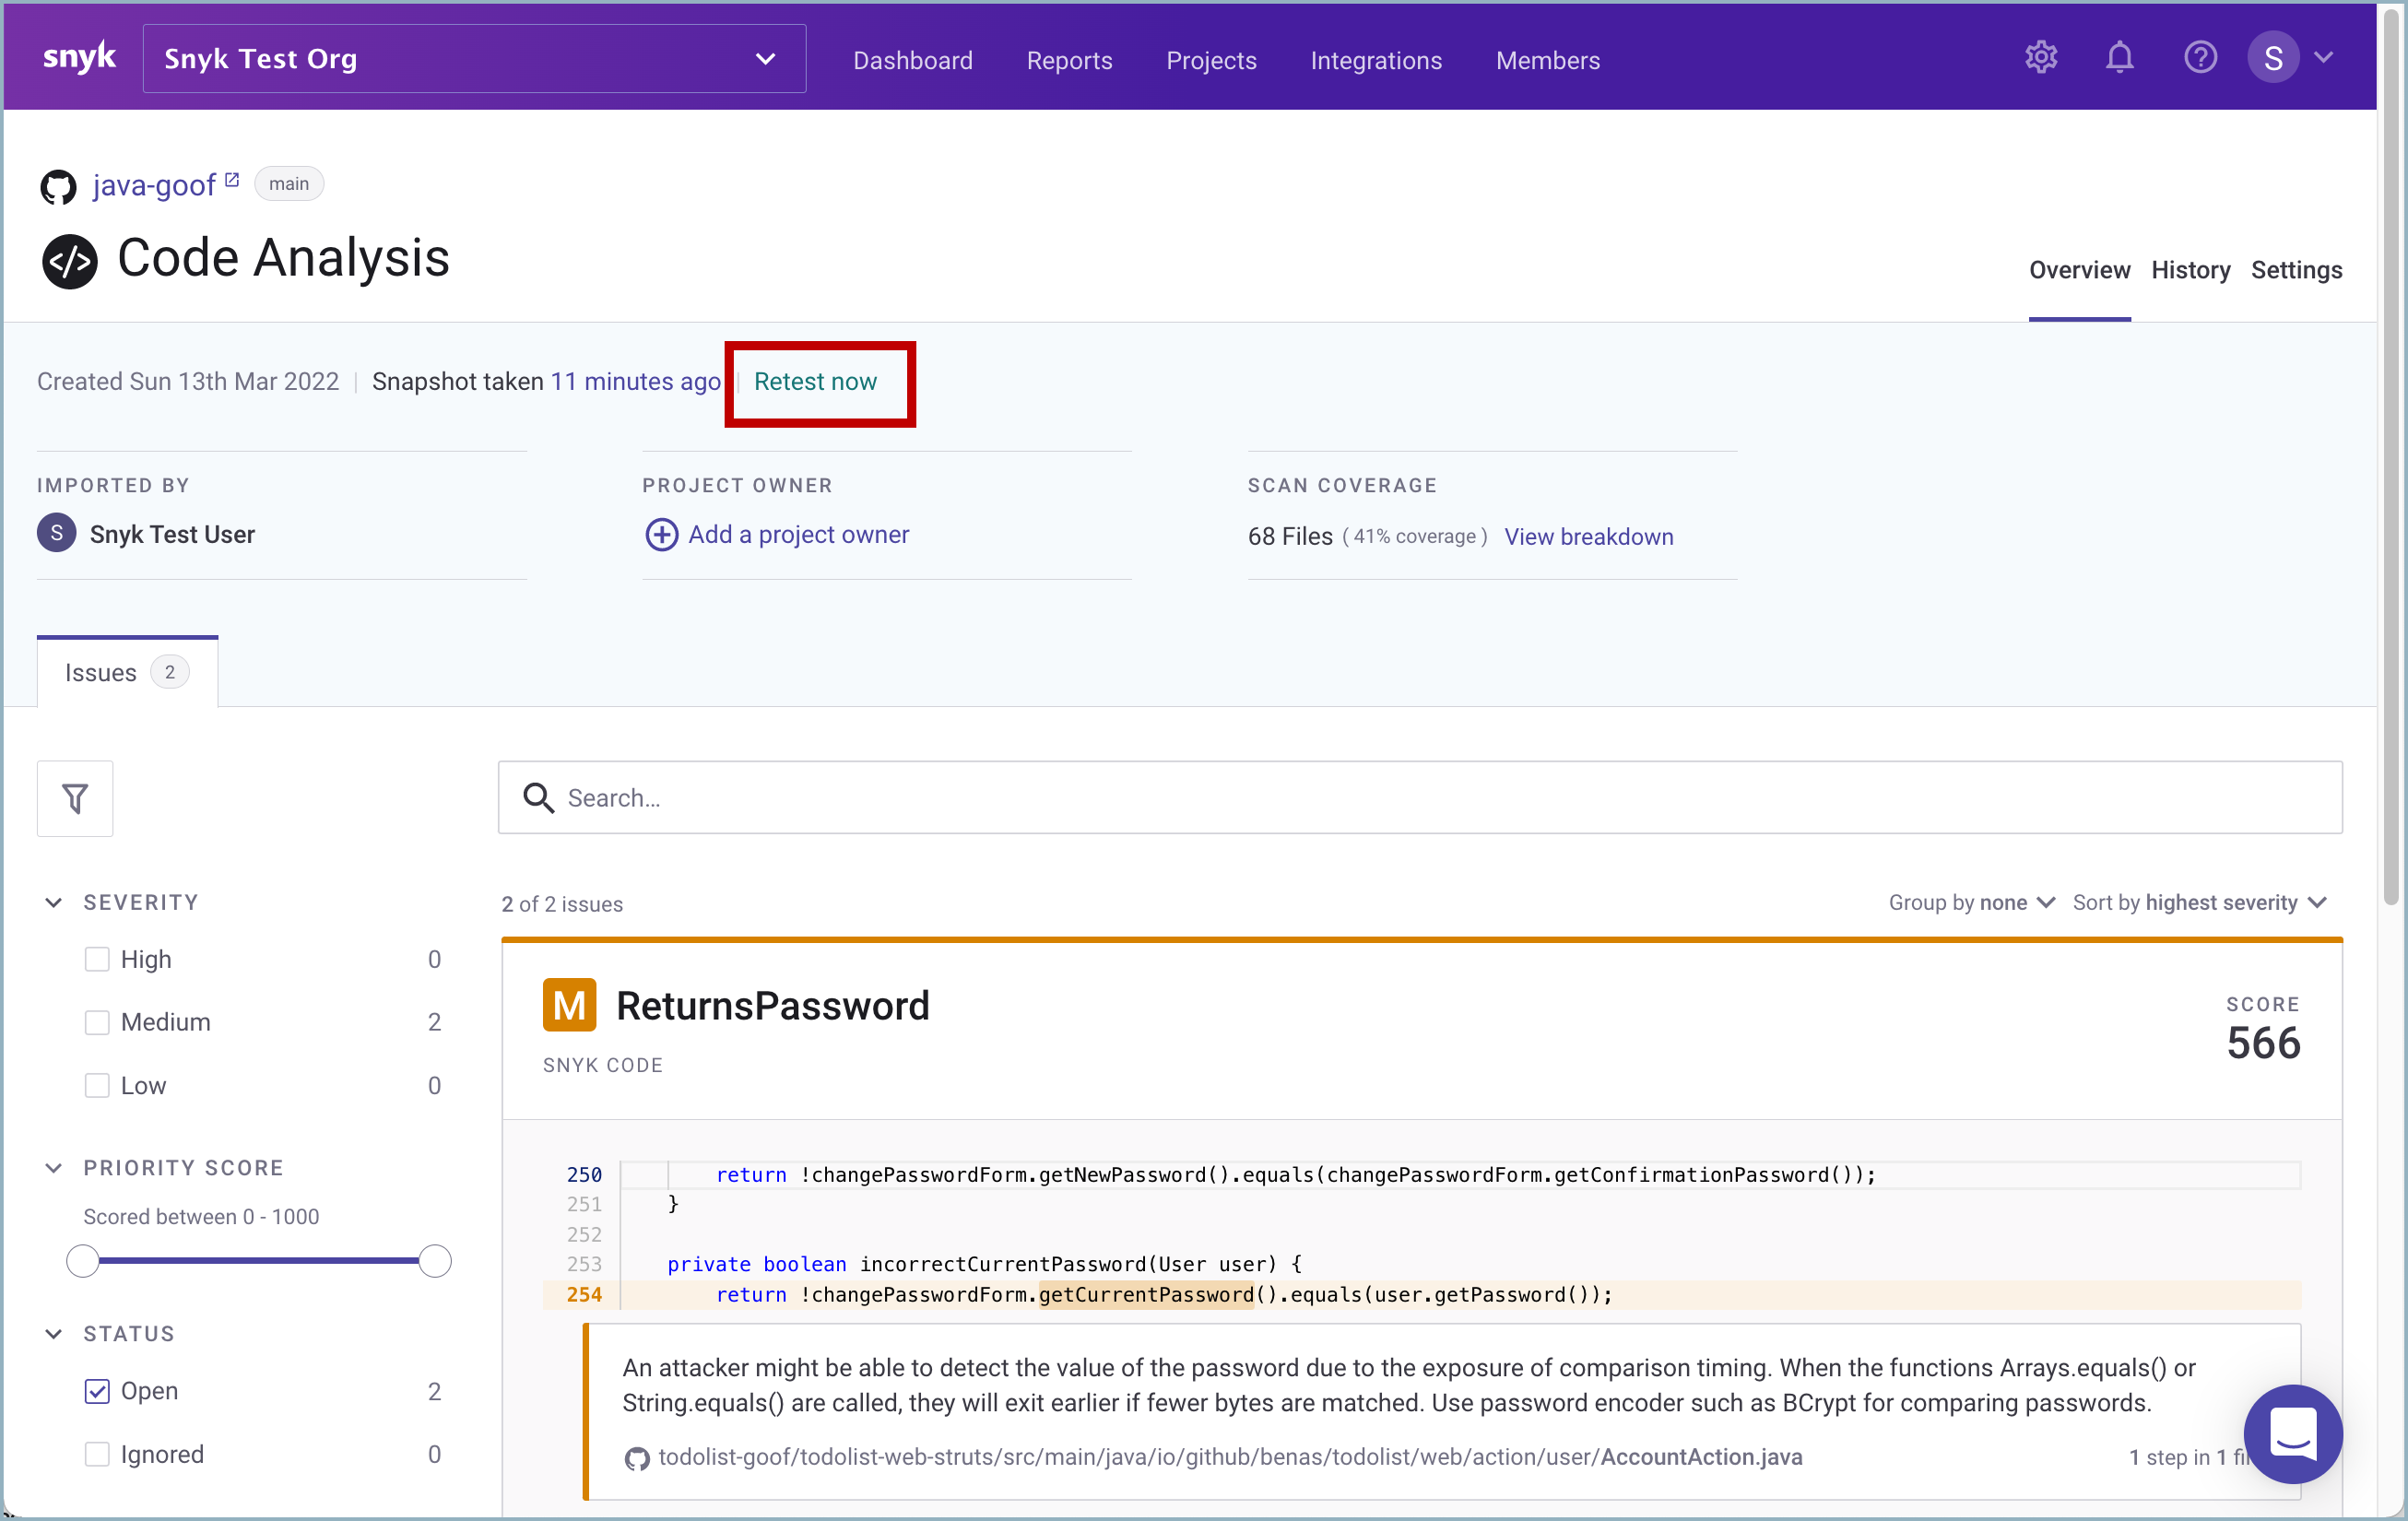 snyk Snyk Test Org Dashboard Reports Projects Integrations Members S
java-goof main
Code Analysis
Overview History Settings
Created Sun 13th Mar 2022 Snapshot taken 11 minutes ago Retest now
IMPORTED BY PROJECT OWNER SCAN COVERAGE
S Snyk Test User Add a project owner 68 Files ( 41% coverage ) View breakdown
Issues 2
Search...
SEVERITY
High 0
Medium 2
Low 0
PRIORITY SCORE
Scored between 0 - 1000
STATUS
Open 2
Ignored 0
2 of 2 issues Group by none Sort by highest severity
M ReturnsPassword
SNYK CODE
SCORE
566
250 return !changePasswordForm.getNewPassword().equals(changePasswordForm.getConfirmationPassword());
251 }
252
253 private boolean incorrectCurrentPassword(User user) {
254 return !changePasswordForm.getCurrentPassword().equals(user.getPassword());
An attacker might be able to detect the value of the password due to the exposure of comparison timing. When the functions Arrays.equals() or
String.equals() are called, they will exit earlier if fewer bytes are matched. Use password encoder such as BCrypt for comparing passwords.
todolist-goof/todolist-web-struts/src/main/java/io/github/benas/todolist/web/action/user/AccountAction.java 1 step in 1